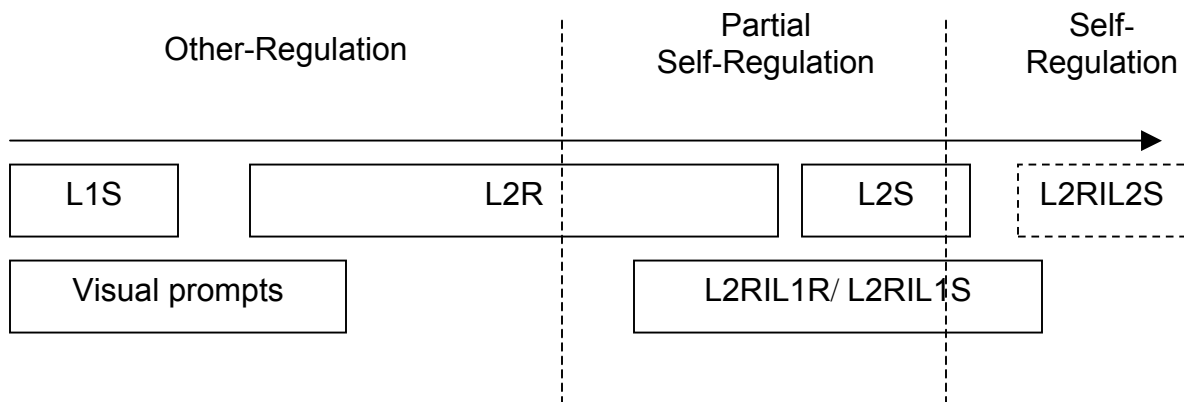 Other-Regulation
Partial
Self-Regulation
Self-
Regulation
L1S
L2R
L2S
L2RIL2S
Visual prompts
L2RIL1R/ L2RIL1S